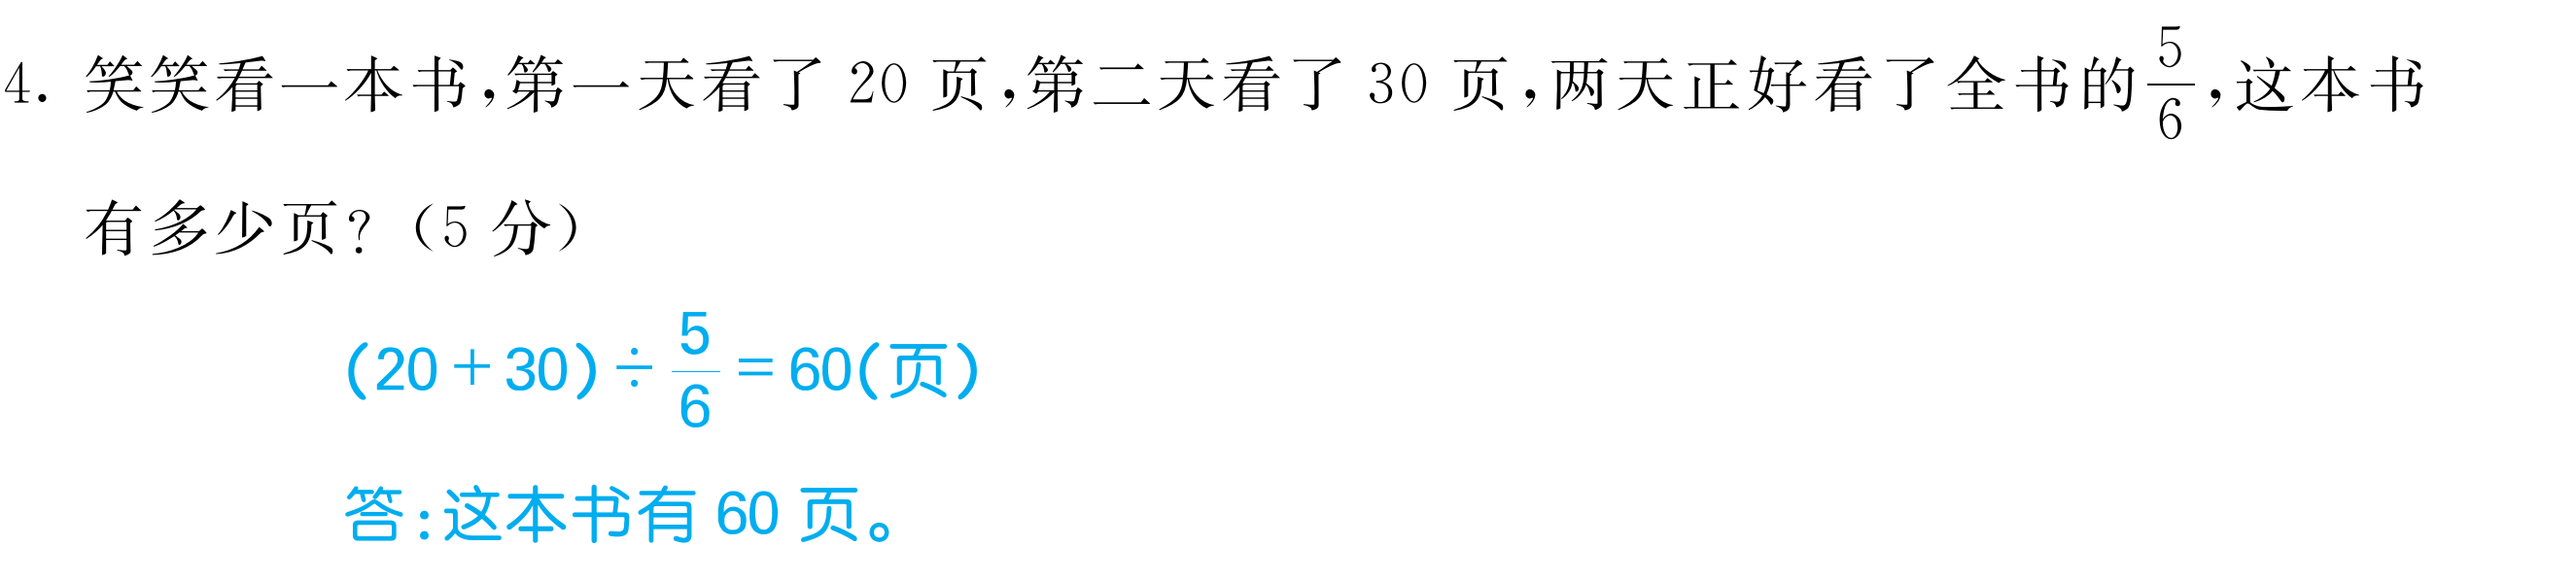 4. 笑笑看一本书,第一天看了 20 页,第二天看了 30 页,两天正好看了全书的5/6,这本书
有多少页?(5 分)
(20+30)÷5/6=60(页)
答:这本书有 60 页。